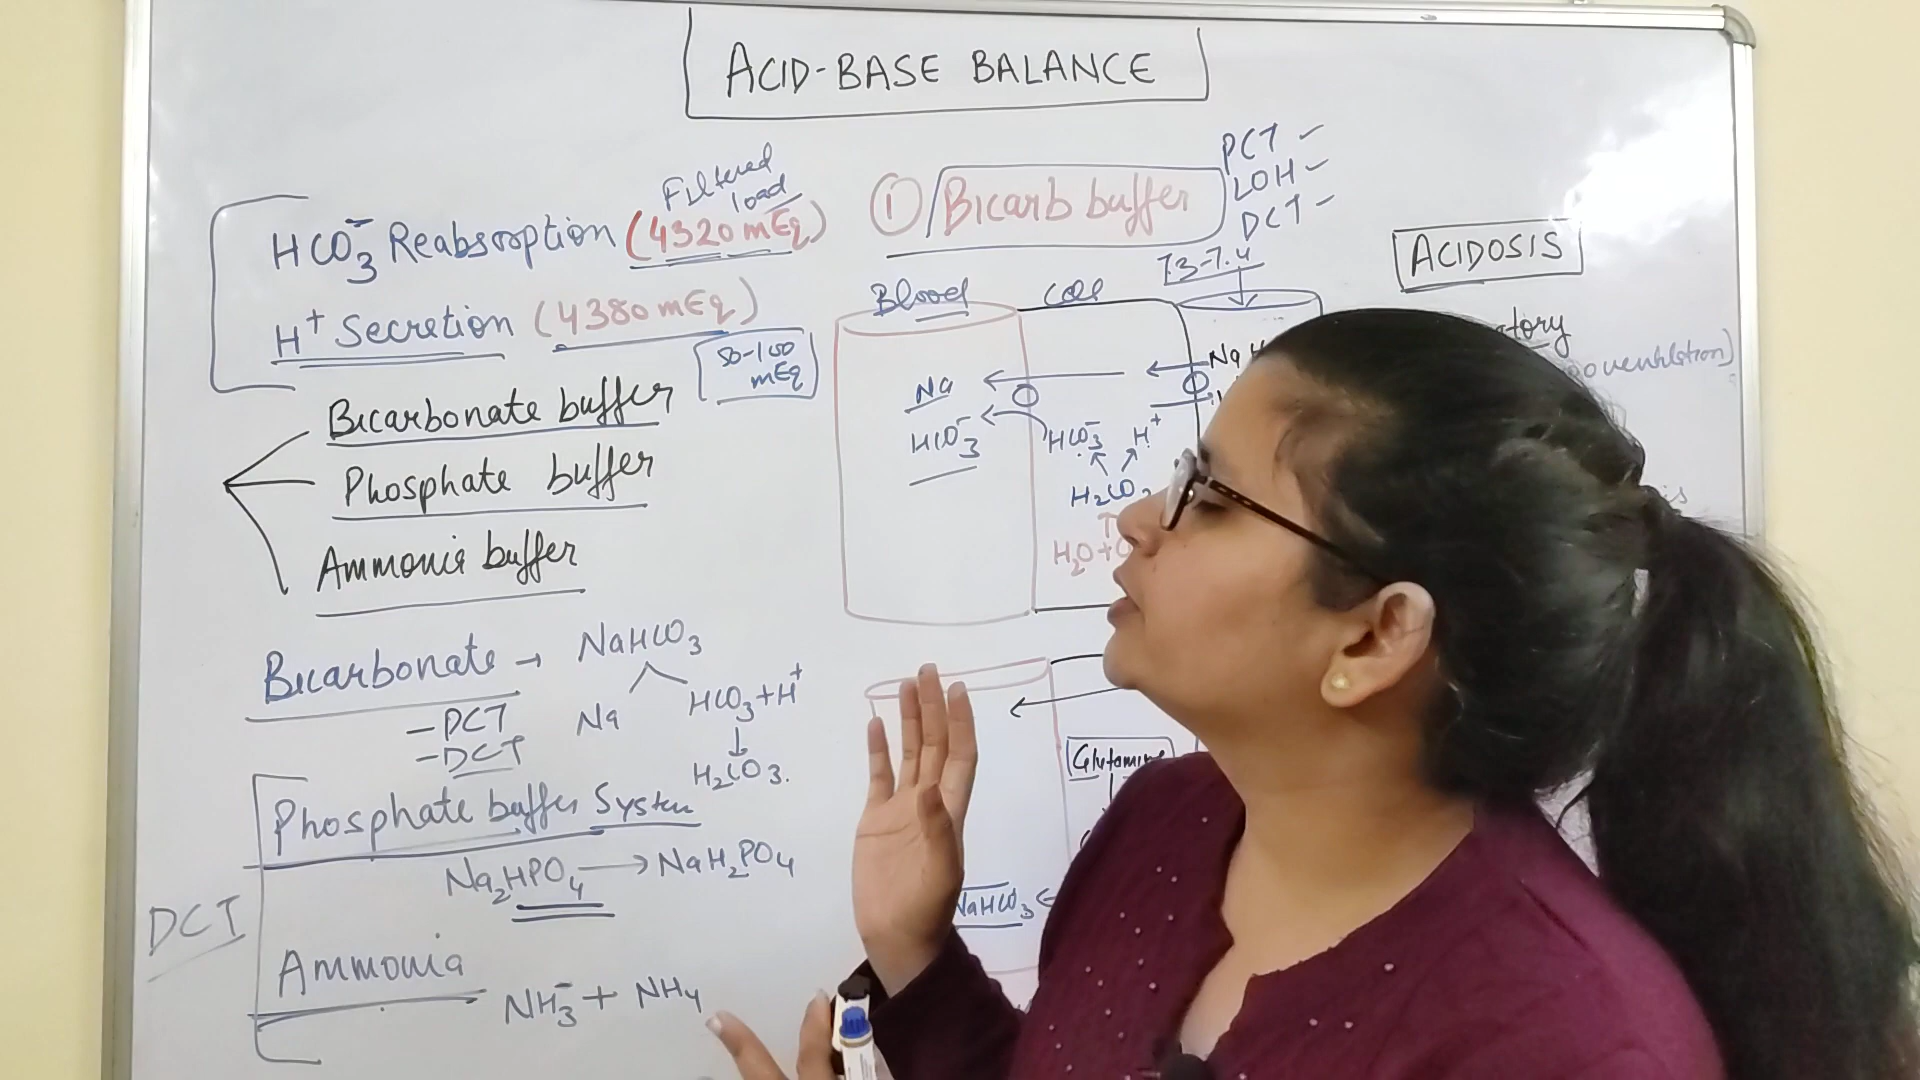 ACID-BASE BALANCE
Filtered load
HCO3⁻ Reabsorption (4320 mEq)
H⁺ Secretion (4380 mEq)
50-100 mEq
Bicarbonate buffer
Phosphate buffer
Ammonia buffer
Bicarbonate → NaHCO3
Na HCO3 + H⁺
↓
H2CO3.
- PCT
- DCT
Phosphate buffer System
Na2HPO4 → NaH2PO4
DCT
Ammonia
NH3⁻ + NH4
① Bicarb buffer
PCT
LOH
DCT
7.3-7.4
Blood Cell
Na
HCO3⁻ HCO3⁻ H⁺
H2CO3
H2O+
Glutamine
NaHCO3
ACIDOSIS